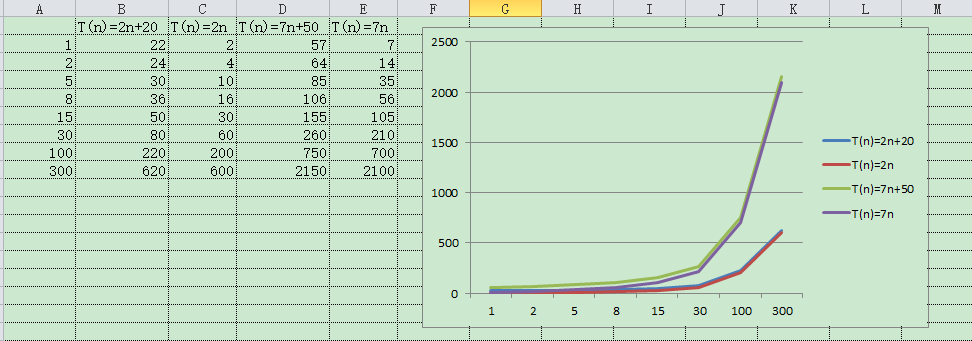 A B C D E F G H I J K L M
T(n)=2n+20 T(n)=2n T(n)=7n+50 T(n)=7n
1 22 2 57 7
2 24 4 64 14
5 30 10 85 35
8 36 16 106 56
15 50 30 155 105
30 80 60 260 210
100 220 200 750 700
300 620 600 2150 2100
2500
2000
1500
1000
500
0
1 2 5 8 15 30 100 300
T(n)=2n+20
T(n)=2n
T(n)=7n+50
T(n)=7n